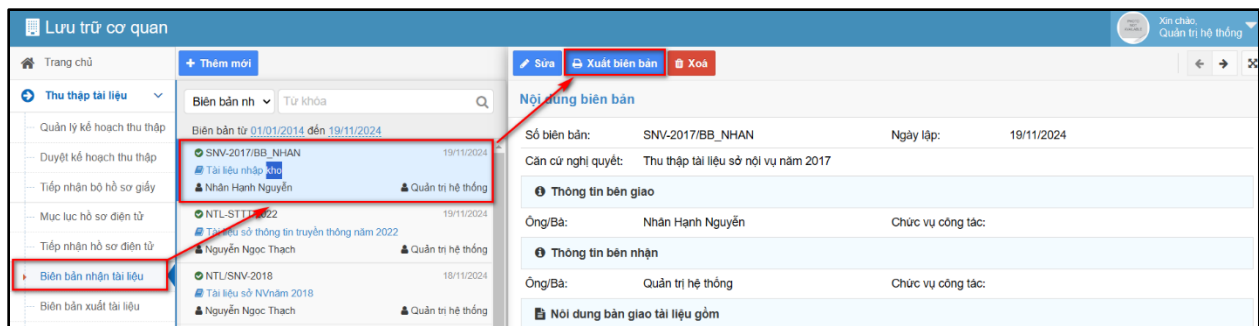 Lưu trữ cơ quan
Xin chào,
Quản trị hệ thống
Trang chủ
Thu thập tài liệu
Quản lý kế hoạch thu thập
Duyệt kế hoạch thu thập
Tiếp nhận bộ hồ sơ giấy
Mục lục hồ sơ điện tử
Tiếp nhận hồ sơ điện tử
Biên bản nhận tài liệu
Biên bản xuất tài liệu
+ Thêm mới
Biên bản nh
Từ khóa
Biên bản từ 01/01/2014 đến 19/11/2024
SNV-2017/BB_NHAN 19/11/2024
Tài liệu nhập kho
Nhân Hạnh Nguyễn Quản trị hệ thống
NTL-STTT/2022 19/11/2024
Tài liệu sở thông tin truyền thông năm 2022
Nguyễn Ngọc Thạch Quản trị hệ thống
NTL/SNV-2018 18/11/2024
Tài liệu sở NVnăm 2018
Nguyễn Ngọc Thạch Quản trị hệ thống
Sửa Xuất biên bản Xoá
Nội dung biên bản
Số biên bản: SNV-2017/BB_NHAN Ngày lập: 19/11/2024
Căn cứ nghị quyết: Thu thập tài liệu sở nội vụ năm 2017
Thông tin bên giao
Ông/Bà: Nhân Hạnh Nguyễn Chức vụ công tác:
Thông tin bên nhận
Ông/Bà: Quản trị hệ thống Chức vụ công tác:
Nội dung bàn giao tài liệu gồm